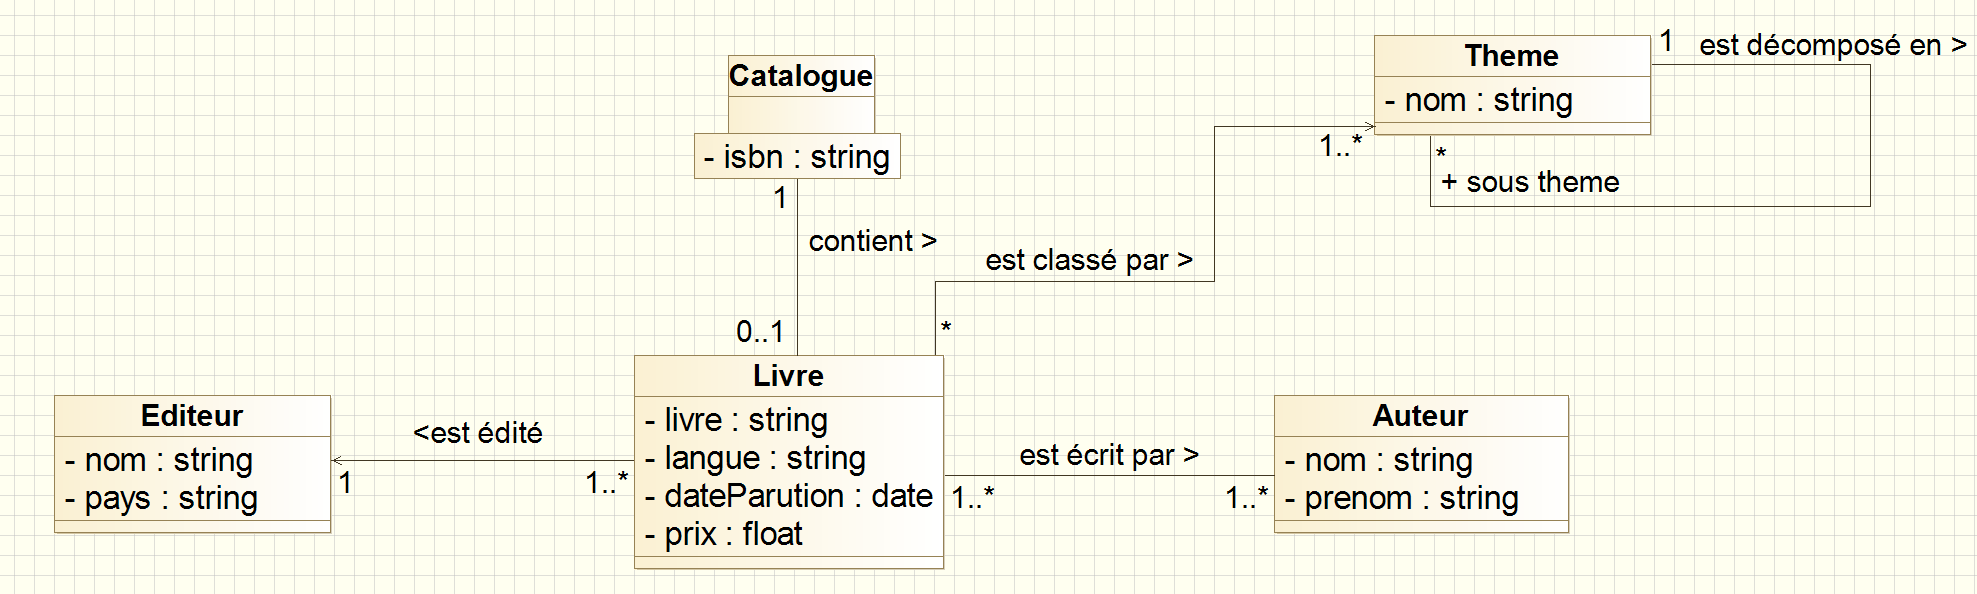 Catalogue
- isbn : string
1
contient >
0..1
Theme
- nom : string
1
est décomposé en >
1..*
*
+ sous theme
est classé par >
*
Livre
- livre : string
- langue : string
- dateParution : date
- prix : float
Editeur
- nom : string
- pays : string
<est édité
1
1..*
est écrit par >
1..*
1..*
Auteur
- nom : string
- prenom : string